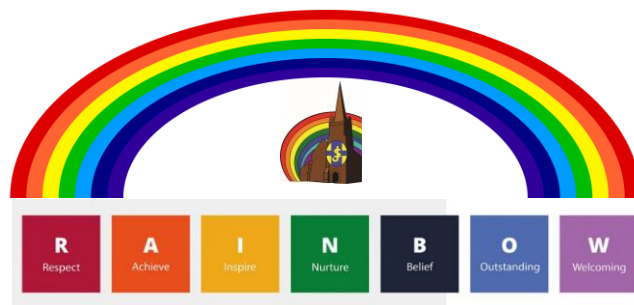 R
Respect
A
Achieve
I
Inspire
N
Nurture
B
Belief
O
Outstanding
W
Welcoming